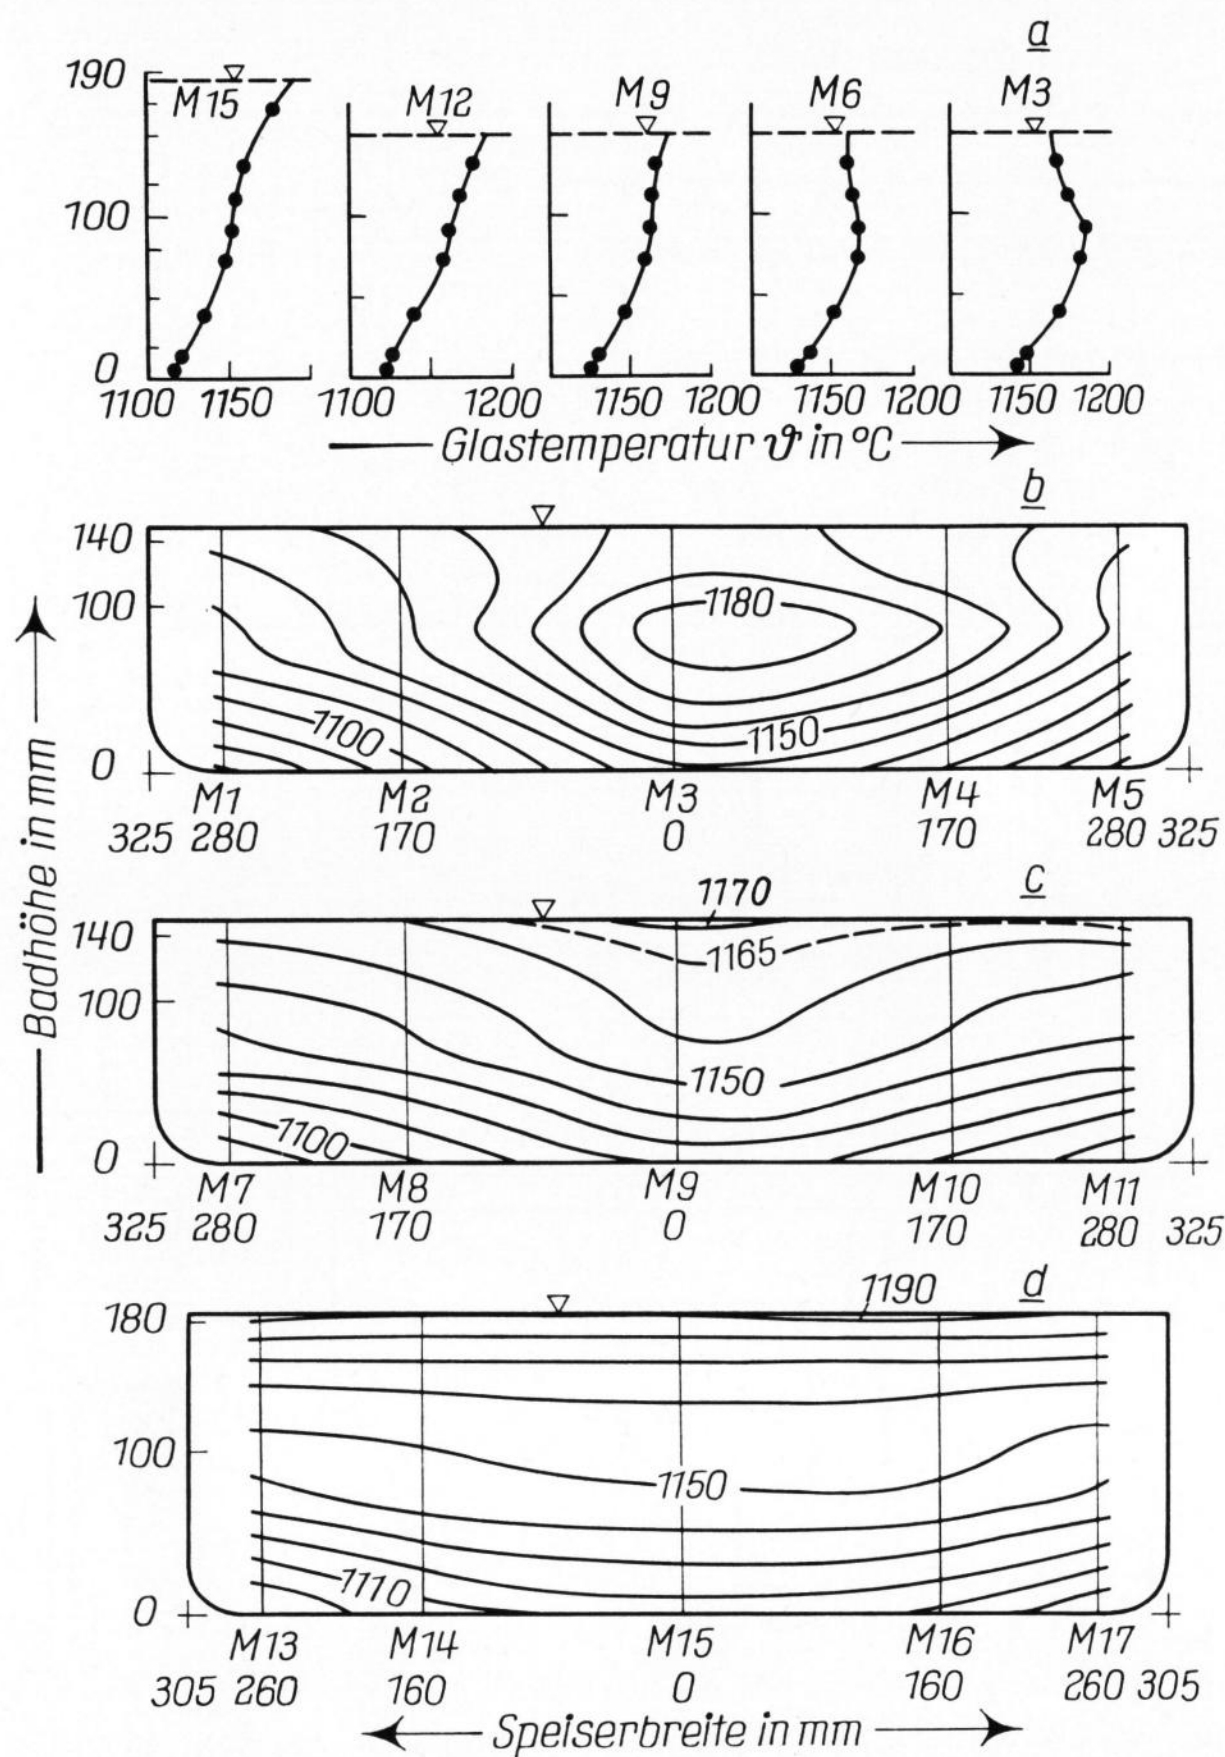 a
190
M15 M12 M9 M6 M3
100
0
1100 1150 1100 1200 1150 1200 1150 1200 1150 1200
Glastemperatur ϑ in °C
b
140
100
0
1180
1100
1150
M1 M2 M3 M4 M5
325 280 170 0 170 280 325
Badhöhe in mm
c
1170
140
1165
100
1150
1100
0
M7 M8 M9 M10 M11
325 280 170 0 170 280 325
d
1190
180
100
1150
1110
0
M13 M14 M15 M16 M17
305 260 160 0 160 260 305
Speiserbreite in mm